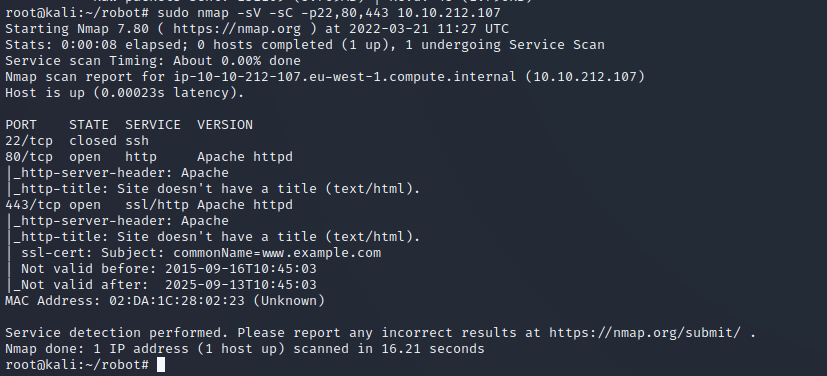 root@kali:~/robot# sudo nmap -sV -sC -p22,80,443 10.10.212.107
Starting Nmap 7.80 ( https://nmap.org ) at 2022-03-21 11:27 UTC
Stats: 0:00:08 elapsed; 0 hosts completed (1 up), 1 undergoing Service Scan
Service scan Timing: About 0.00% done
Nmap scan report for ip-10-10-212-107.eu-west-1.compute.internal (10.10.212.107)
Host is up (0.00023s latency).

PORT    STATE  SERVICE  VERSION
22/tcp  closed ssh
80/tcp  open   http     Apache httpd
|_http-server-header: Apache
|_http-title: Site doesn't have a title (text/html).
443/tcp open   ssl/http Apache httpd
|_http-server-header: Apache
|_http-title: Site doesn't have a title (text/html).
| ssl-cert: Subject: commonName=www.example.com
| Not valid before: 2015-09-16T10:45:03
|_Not valid after:  2025-09-13T10:45:03
MAC Address: 02:DA:1C:28:02:23 (Unknown)

Service detection performed. Please report any incorrect results at https://nmap.org/submit/ .
Nmap done: 1 IP address (1 host up) scanned in 16.21 seconds
root@kali:~/robot#